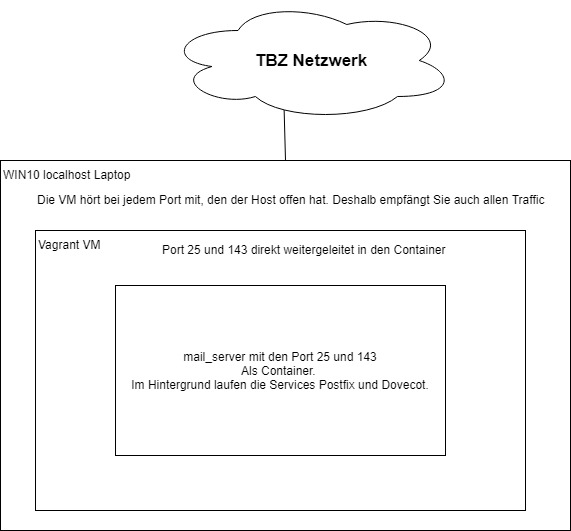 TBZ Netzwerk
WIN10 localhost Laptop
Die VM hört bei jedem Port mit, den der Host offen hat. Deshalb empfängt Sie auch allen Traffic
Vagrant VM
Port 25 und 143 direkt weitergeleitet in den Container
mail_server mit den Port 25 und 143
Als Container.
Im Hintergrund laufen die Services Postfix und Dovecot.